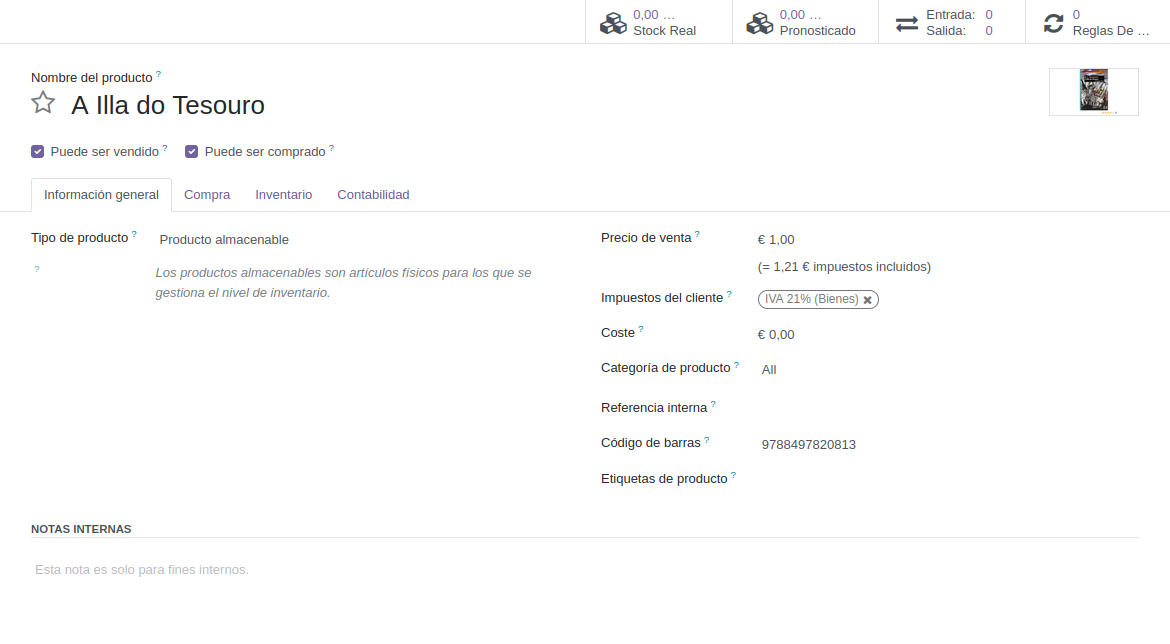 0,00 …
Stock Real
0,00 …
Pronosticado
Entrada: 0
Salida: 0
0
Reglas De …
Nombre del producto ?
A Illa do Tesouro
Puede ser vendido ? Puede ser comprado ?
Información general Compra Inventario Contabilidad
Tipo de producto ? Producto almacenable
? Los productos almacenables son artículos físicos para los que se
gestiona el nivel de inventario.
Precio de venta ? € 1,00
(= 1,21 € impuestos incluidos)
Impuestos del cliente ? IVA 21% (Bienes)
Coste ? € 0,00
Categoría de producto ? All
Referencia interna ?
Código de barras ? 9788497820813
Etiquetas de producto ?
NOTAS INTERNAS
Esta nota es solo para fines internos.